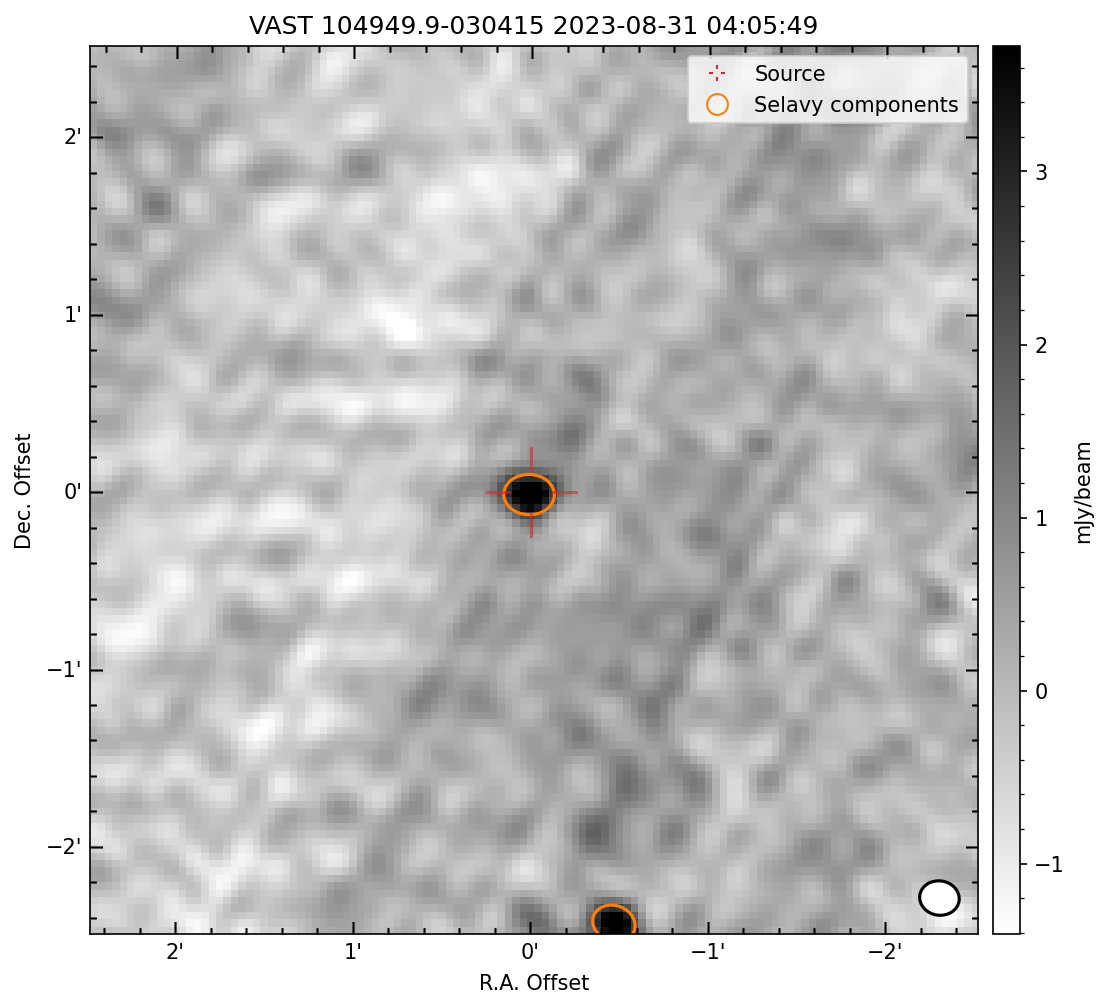 VAST 104949.9-030415 2023-08-31 04:05:49
Source
Selavy components
2'
1'
0'
−1'
−2'
Dec. Offset
2'
1'
0'
−1'
−2'
R.A. Offset
3
2
1
0
−1
mJy/beam